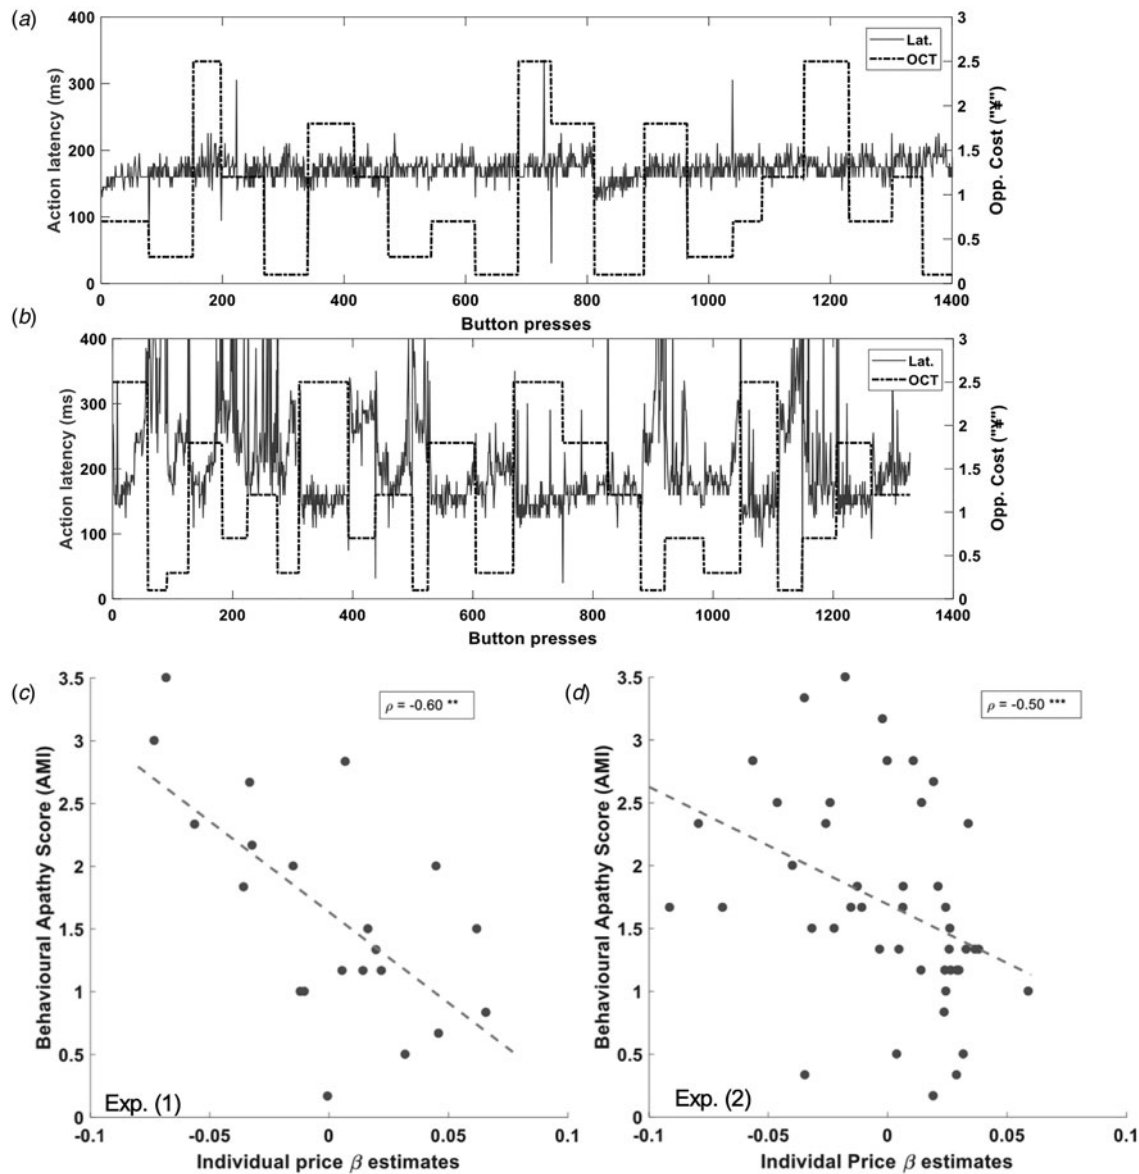 (a)
Action latency (ms)
400
300
200
100
0
0 200 400 600 800 1000 1200 1400
Button presses
Lat.
OCT
3
2.5
2
1.5
1
0.5
0
Opp. Cost
(b)
Action latency (ms)
400
300
200
100
0
0 200 400 600 800 1000 1200 1400
Button presses
Lat.
OCT
3
2.5
2
1.5
1
0.5
0
Opp. Cost
(c)
Behavioural Apathy Score (AMI)
3.5
3
2.5
2
1.5
1
0.5
0
ρ = -0.60 **
Exp. (1)
-0.1 -0.05 0 0.05 0.1
Individual price β estimates
(d)
Behavioural Apathy Score (AMI)
3.5
3
2.5
2
1.5
1
0.5
0
ρ = -0.50 ***
Exp. (2)
-0.1 -0.05 0 0.05 0.1
Individal Price β estimates